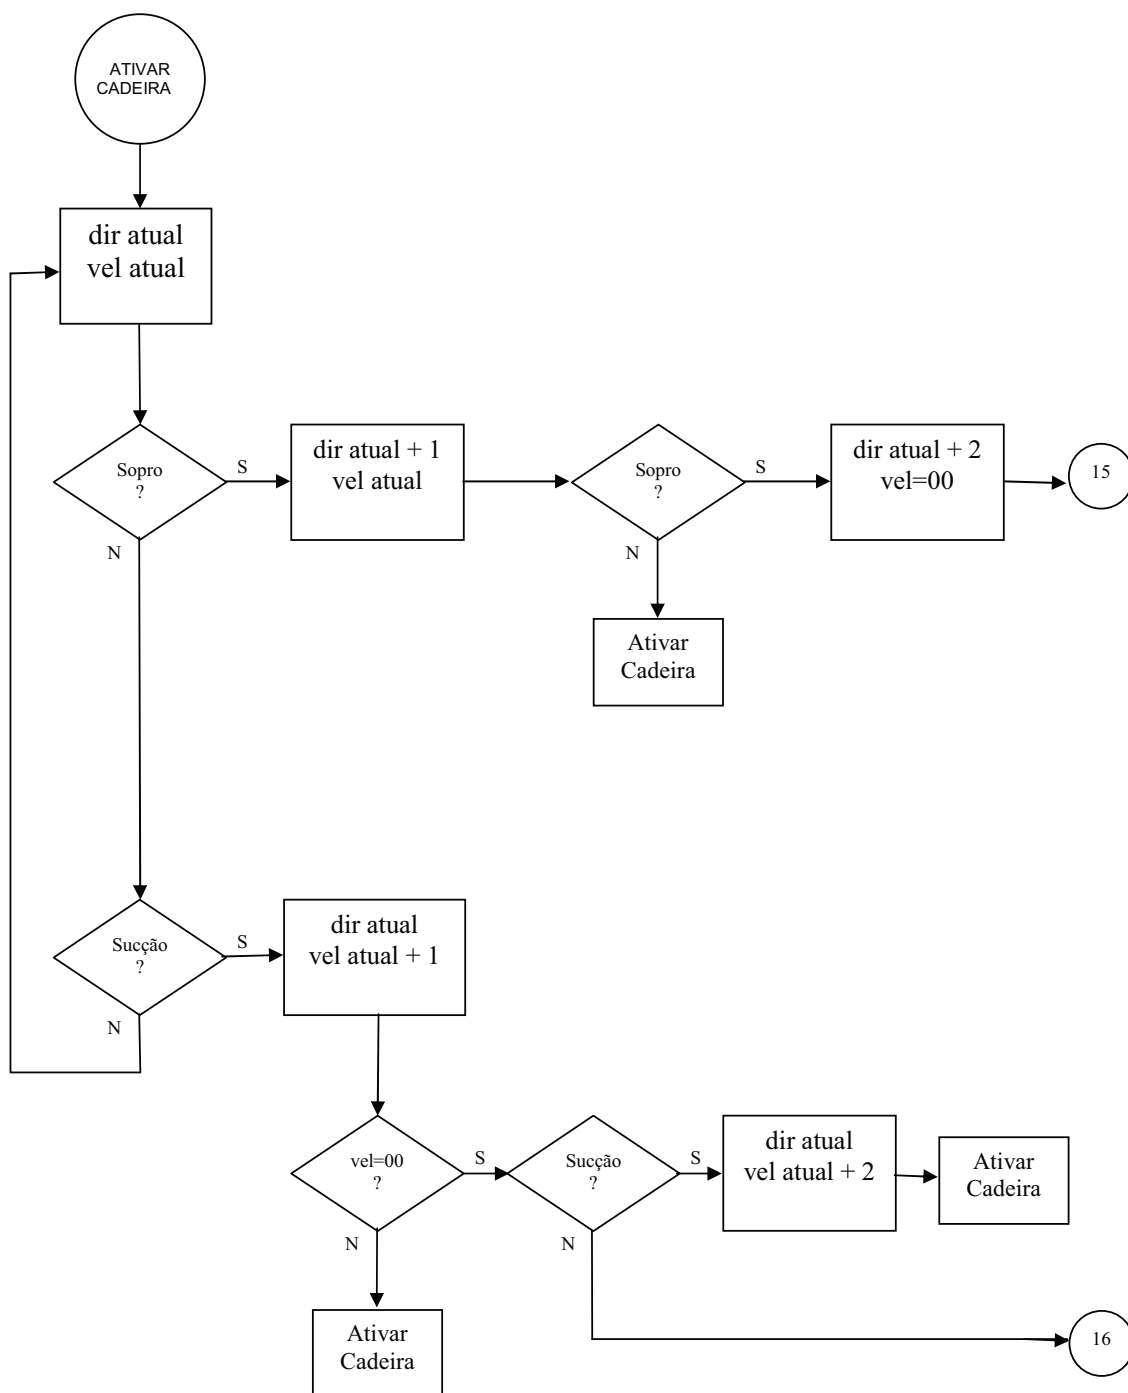 ATIVAR
CADEIRA
dir atual
vel atual
Sopro
?
S
N
dir atual + 1
vel atual
Sopro
?
S
N
dir atual + 2
vel=00
15
Ativar
Cadeira
Sucção
?
S
N
dir atual
vel atual + 1
vel=00
?
S
N
Sucção
?
S
N
dir atual
vel atual + 2
Ativar
Cadeira
Ativar
Cadeira
16